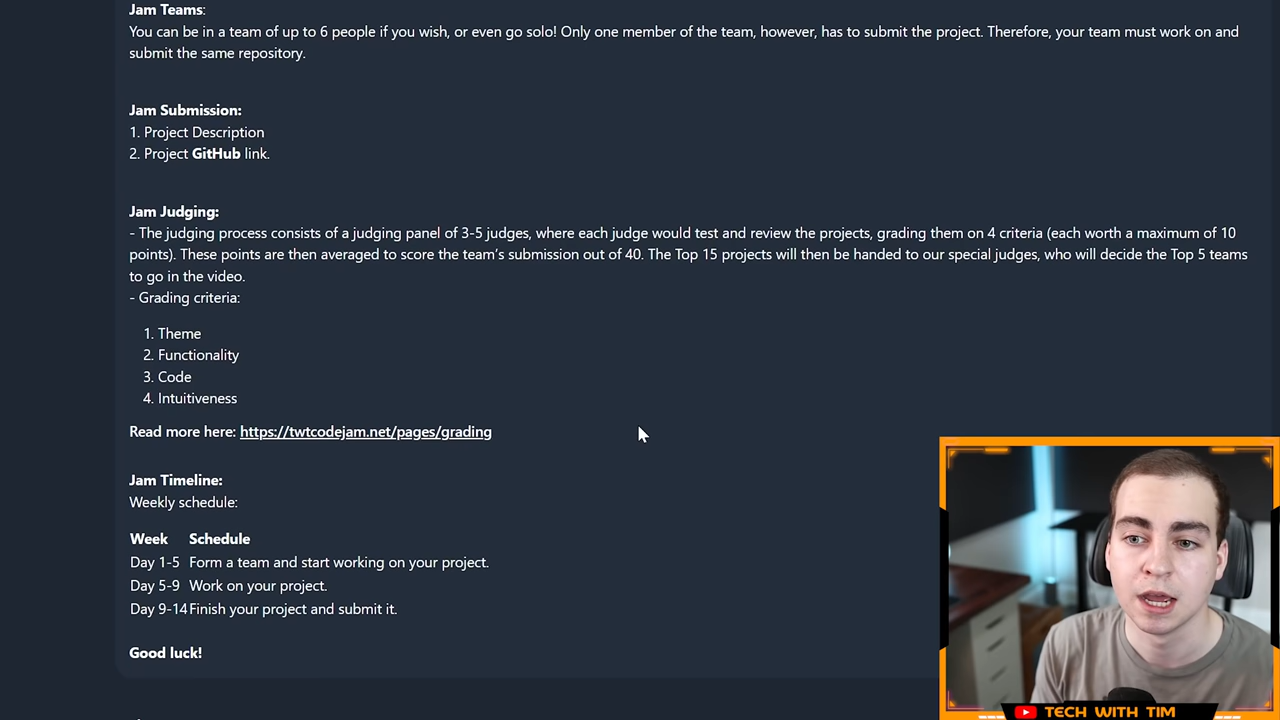 Jam Teams:
You can be in a team of up to 6 people if you wish, or even go solo! Only one member of the team, however, has to submit the project. Therefore, your team must work on and
submit the same repository.
Jam Submission:
1. Project Description
2. Project GitHub link.
Jam Judging:
- The judging process consists of a judging panel of 3-5 judges, where each judge would test and review the projects, grading them on 4 criteria (each worth a maximum of 10
points). These points are then averaged to score the team’s submission out of 40. The Top 15 projects will then be handed to our special judges, who will decide the Top 5 teams
to go in the video.
- Grading criteria:
1. Theme
2. Functionality
3. Code
4. Intuitiveness
Read more here: https://twtcodejam.net/pages/grading
Jam Timeline:
Weekly schedule:
Week Schedule
Day 1-5 Form a team and start working on your project.
Day 5-9 Work on your project.
Day 9-14 Finish your project and submit it.
Good luck!
TECH WITH TIM